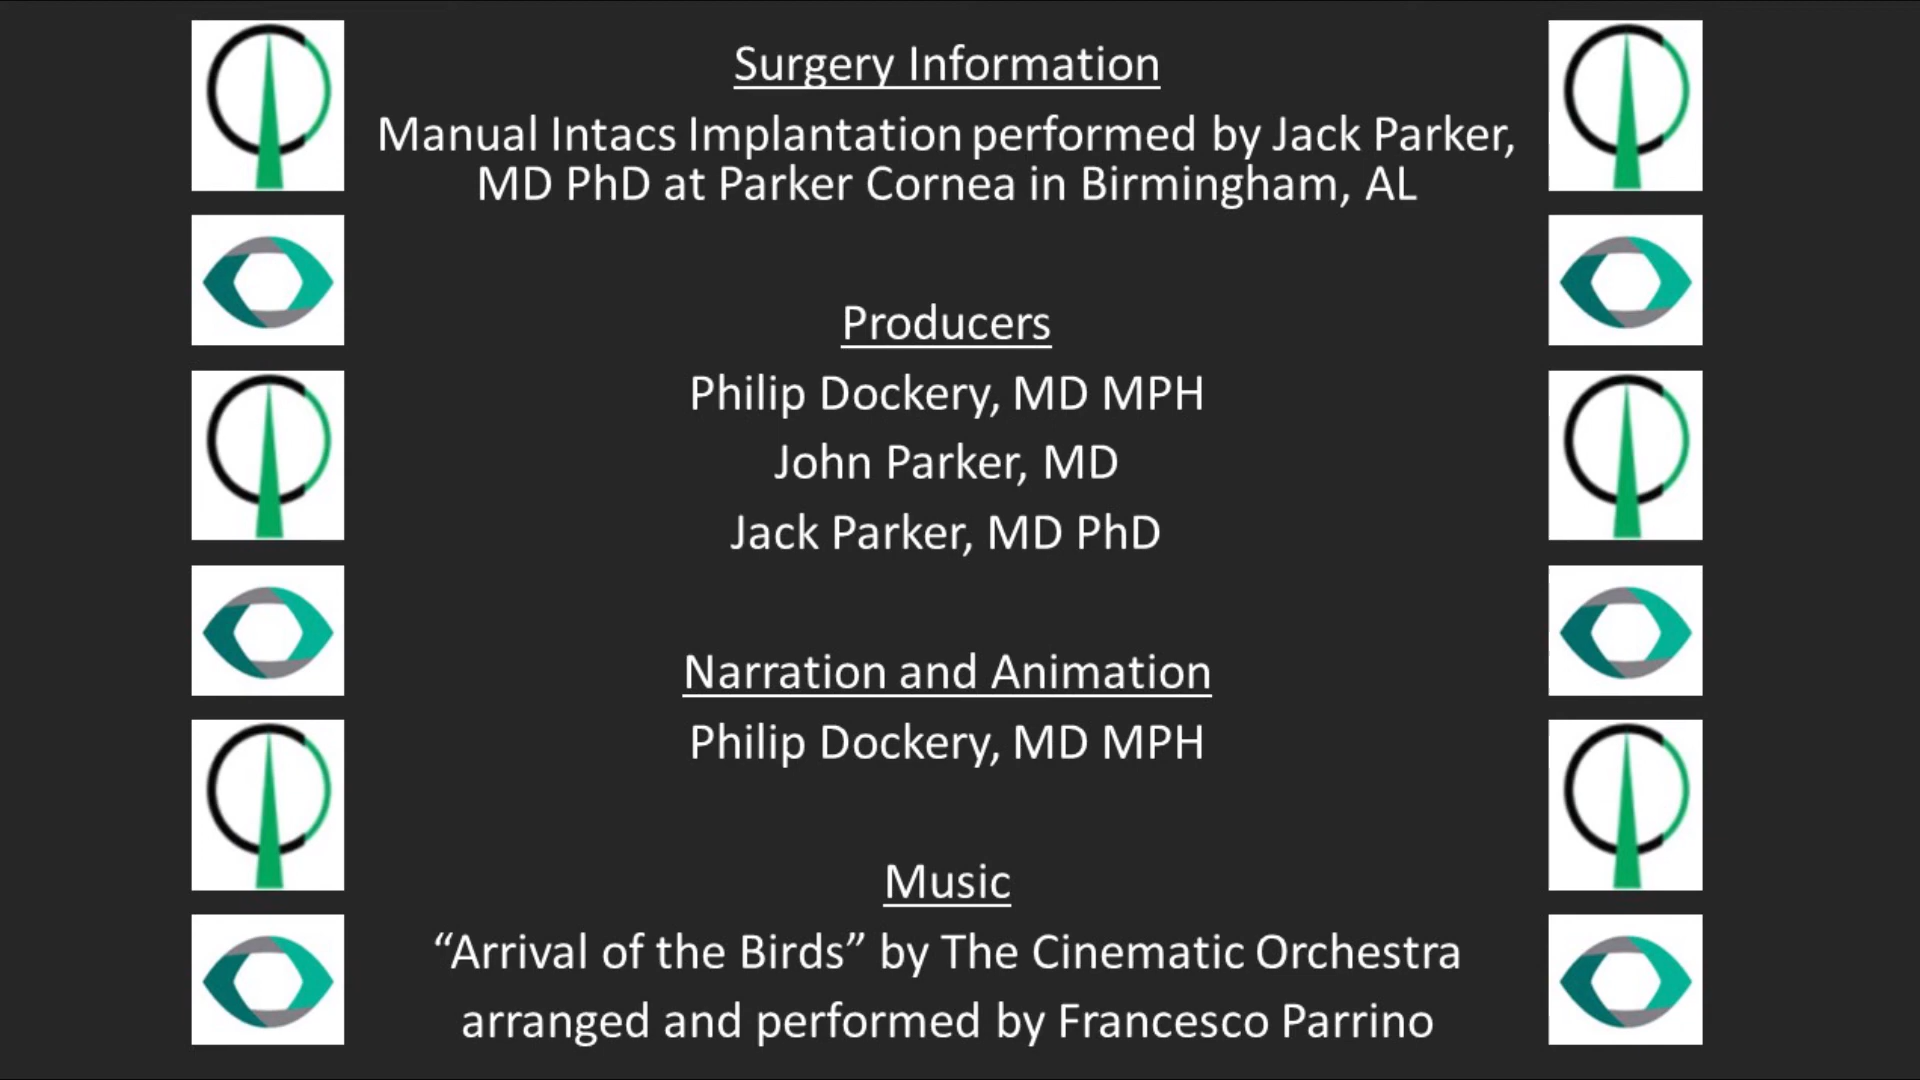 Surgery Information
Manual Intacs Implantation performed by Jack Parker,
MD PhD at Parker Cornea in Birmingham, AL
Producers
Philip Dockery, MD MPH
John Parker, MD
Jack Parker, MD PhD
Narration and Animation
Philip Dockery, MD MPH
Music
“Arrival of the Birds” by The Cinematic Orchestra
arranged and performed by Francesco Parrino